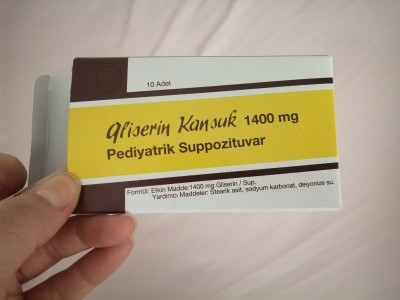 10 Adet
Gliserin Kansuk 1400 mg
Pediyatrik Suppozituvar
Formül: Etkin Madde:1400 mg Gliserin / Sup.
Yardımcı Maddeler: Stearik asit, sodyum karbonat, deiyonize su.